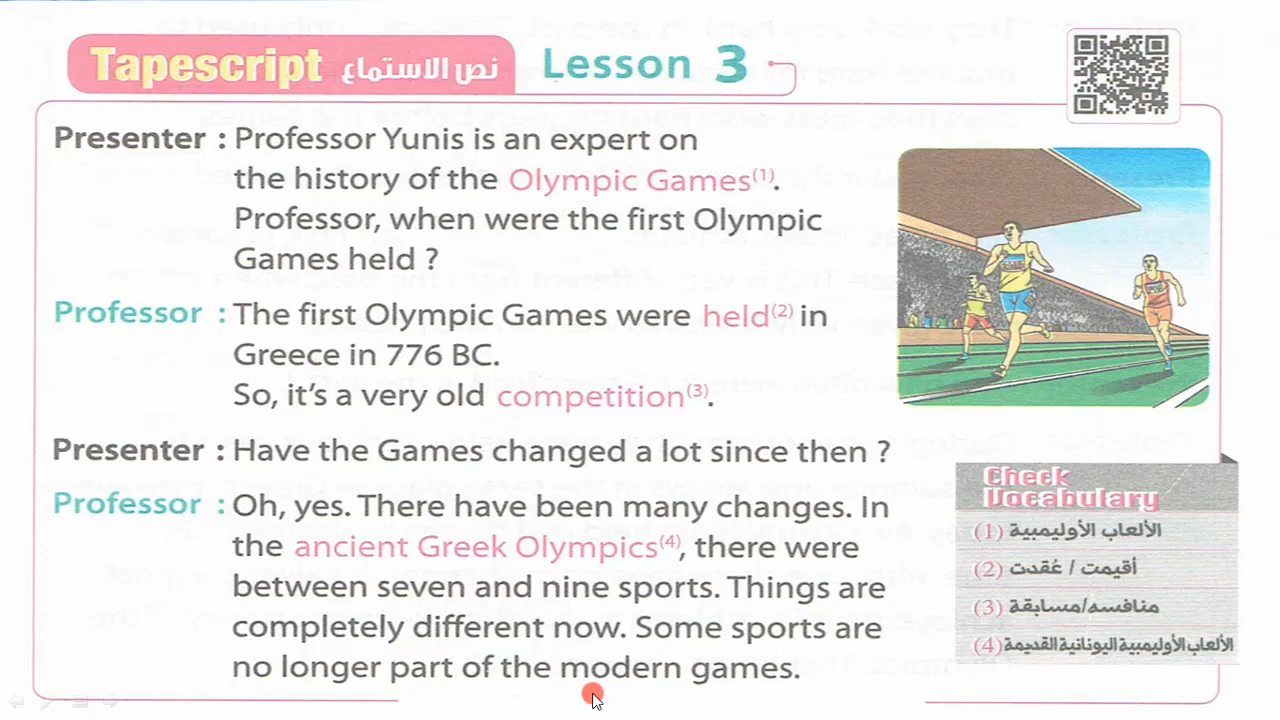 Tapescript نص الاستماع Lesson 3
Presenter : Professor Yunis is an expert on
the history of the Olympic Games(1).
Professor, when were the first Olympic
Games held ?
Professor : The first Olympic Games were held(2) in
Greece in 776 BC.
So, it's a very old competition(3).
Presenter : Have the Games changed a lot since then ?
Professor : Oh, yes. There have been many changes. In
the ancient Greek Olympics(4), there were
between seven and nine sports. Things are
completely different now. Some sports are
no longer part of the modern games.
Check
Vocabulary
(1) الألعاب الأوليمبية
(2) أقيمت / عُقدت
(3) منافسه/مسابقة
(4) الألعاب الأوليمبية اليونانية القديمة